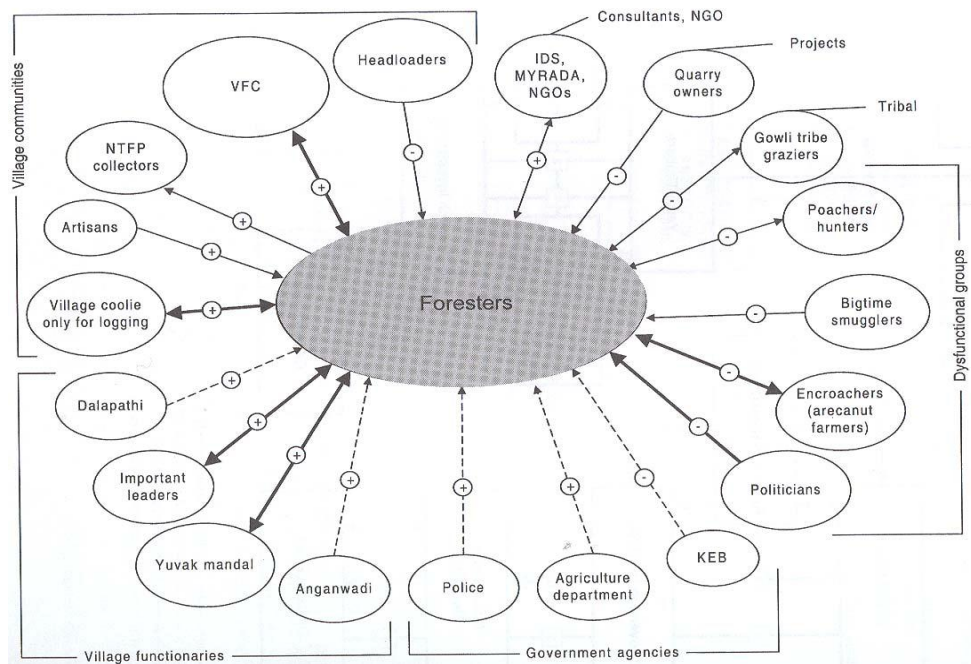 Consultants, NGO
Projects
Tribal
Village communities
VFC
Headloaders
IDS,
MYRADA,
NGOs
Quarry
owners
Gowli tribe
graziers
NTFP
collectors
Artisans
Village coolie
only for logging
Poachers/
hunters
Bigtime
smugglers
Encroachers
(arecanut
farmers)
Politicians
Dysfunctional groups
Foresters
Dalapathi
Important
leaders
Yuvak mandal
Anganwadi
Police
Agriculture
department
KEB
Village functionaries
Government agencies
+
-
+
-
-
-
+
+
+
-
-
+
+
+
+
+
+
-
-